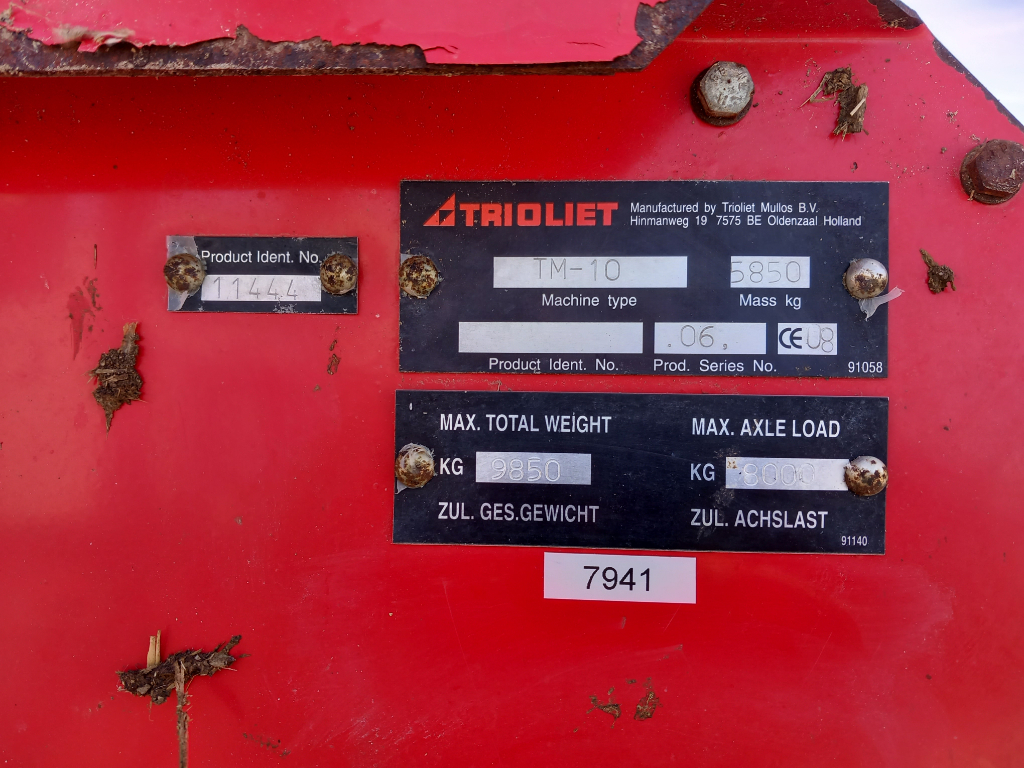 Product Ident. No.
11444
TRIOLIET
Manufactured by Trioliet Mullos B.V.
Hinmanweg 19 7575 BE Oldenzaal Holland
TM-10
5850
Machine type
Mass kg
.06,
CE U8
Product Ident. No.
Prod. Series No.
91058
MAX. TOTAL WEIGHT
MAX. AXLE LOAD
KG 9850
KG 8000
ZUL. GES.GEWICHT
ZUL. ACHSLAST
91140
7941